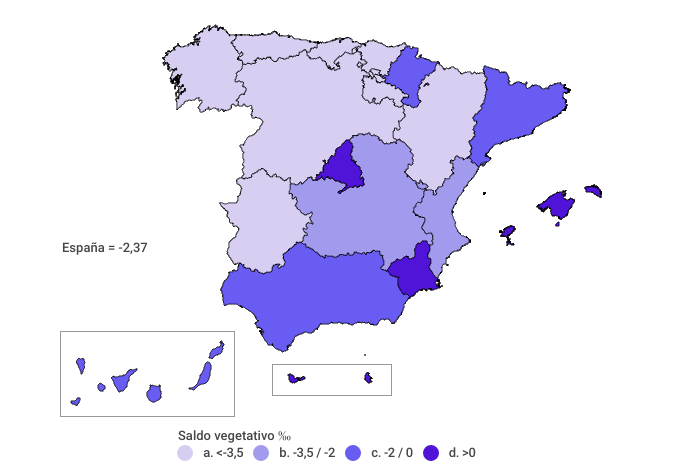 España = -2,37
Saldo vegetativo ‰
a. <-3,5 b. -3,5 / -2 c. -2 / 0 d. >0